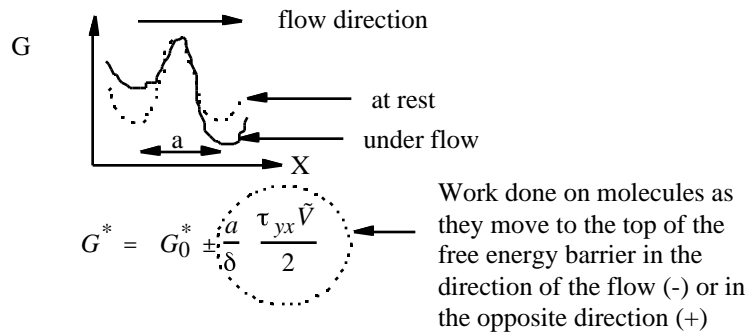 flow direction
G
at rest
under flow
a
X
G* = G₀* ± a/δ τyxṼ/2
Work done on molecules as
they move to the top of the
free energy barrier in the
direction of the flow (-) or in
the opposite direction (+)